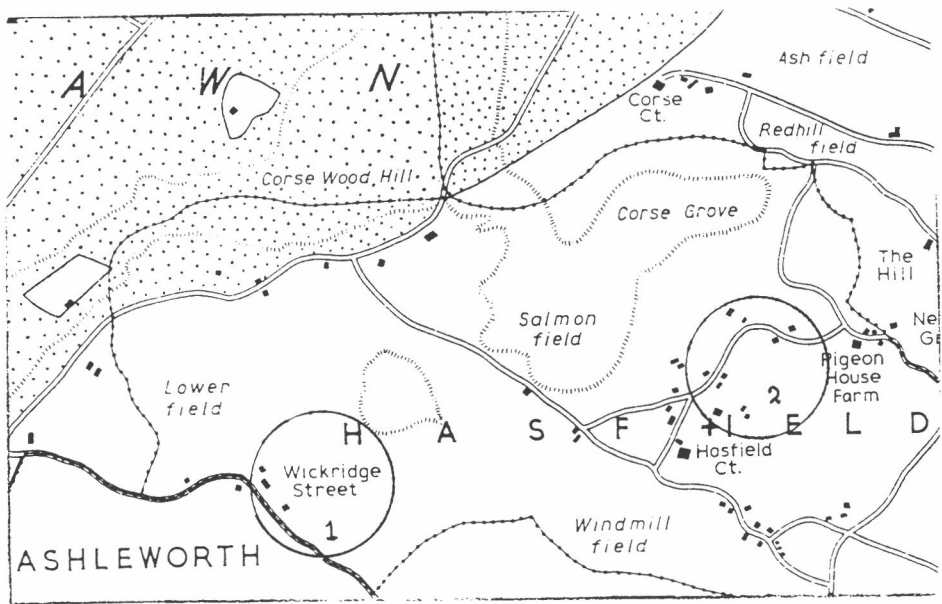 A W N
Ash field
Corse
Ct.
Redhill
field
Corse Wood Hill
Corse Grove
The
Hill
Salmon
field
Pigeon
House
Farm
Lower
field
2
H A S F I E L D
Hasfield
Ct.
Wickridge
Street
1
Windmill
field
ASHLEWORTH